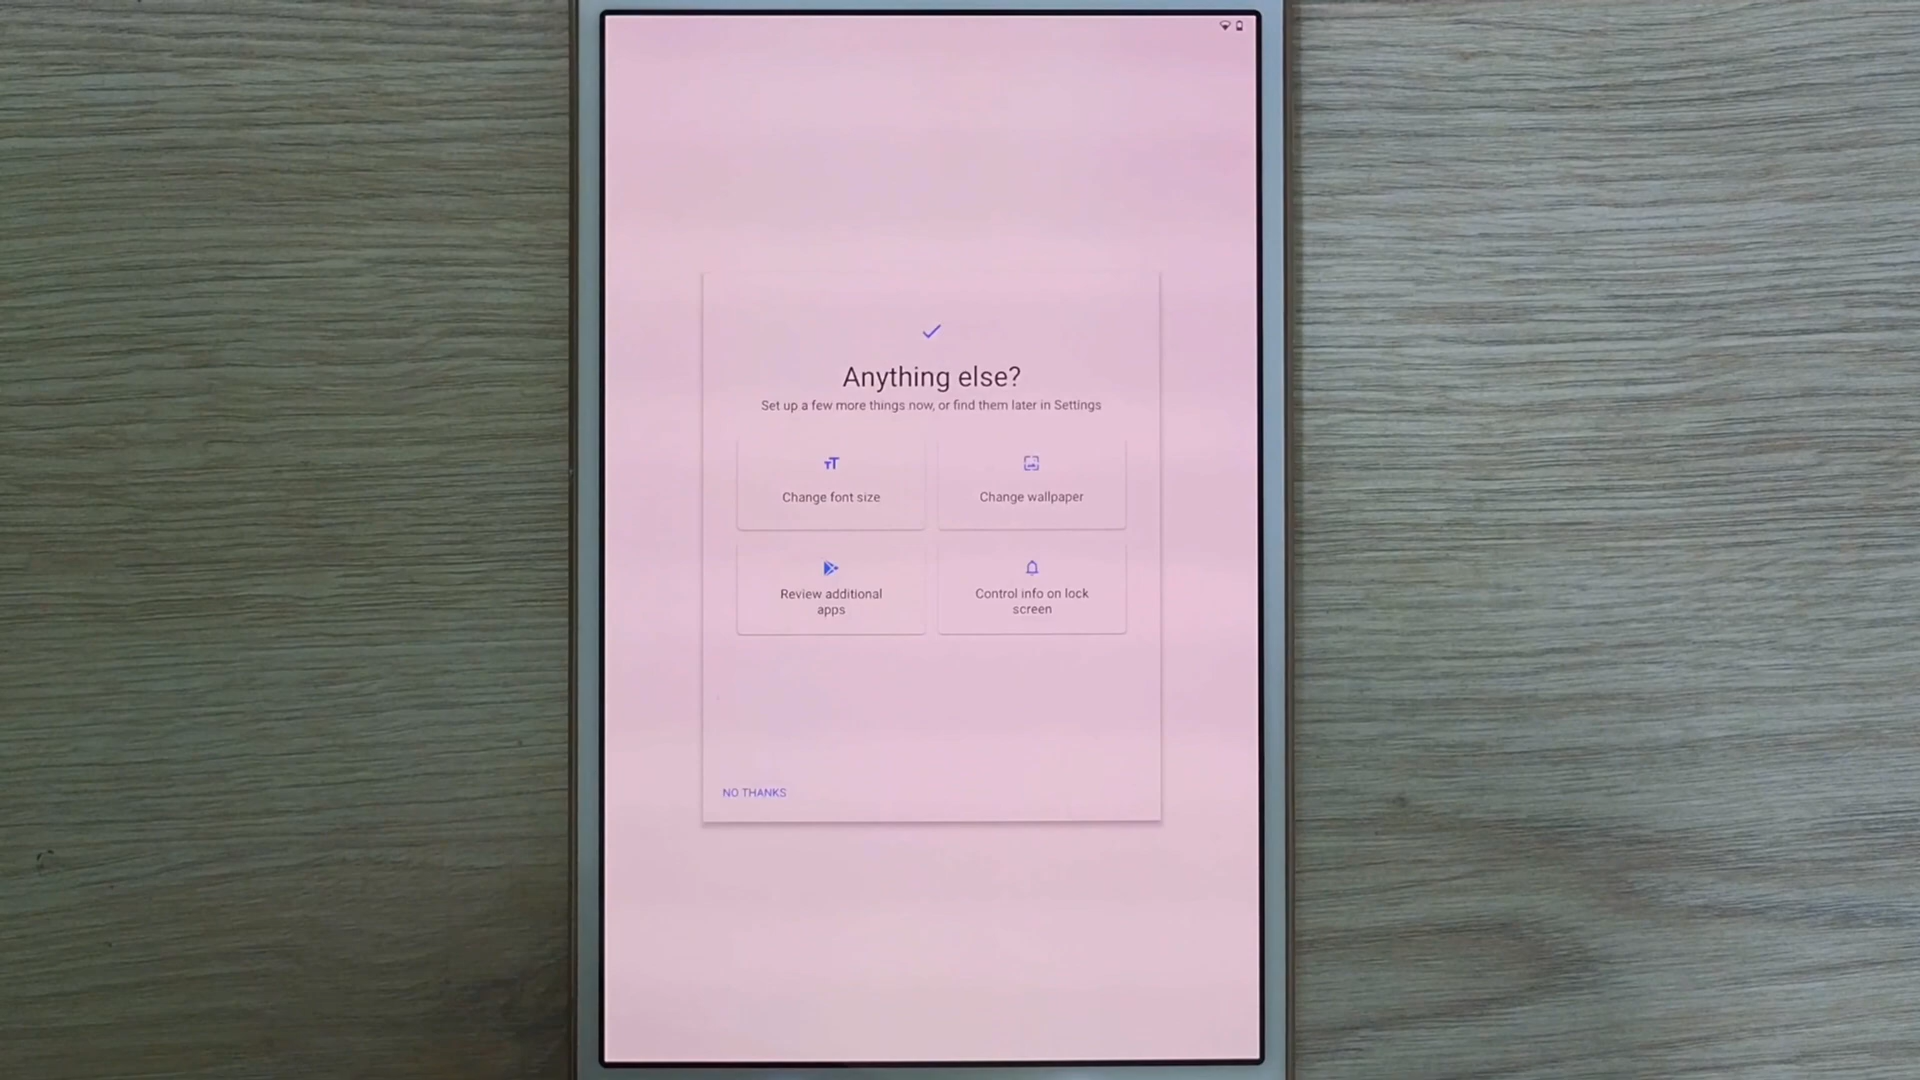 Anything else?
Set up a few more things now, or find them later in Settings
Change font size
Change wallpaper
Review additional
apps
Control info on lock
screen
NO THANKS